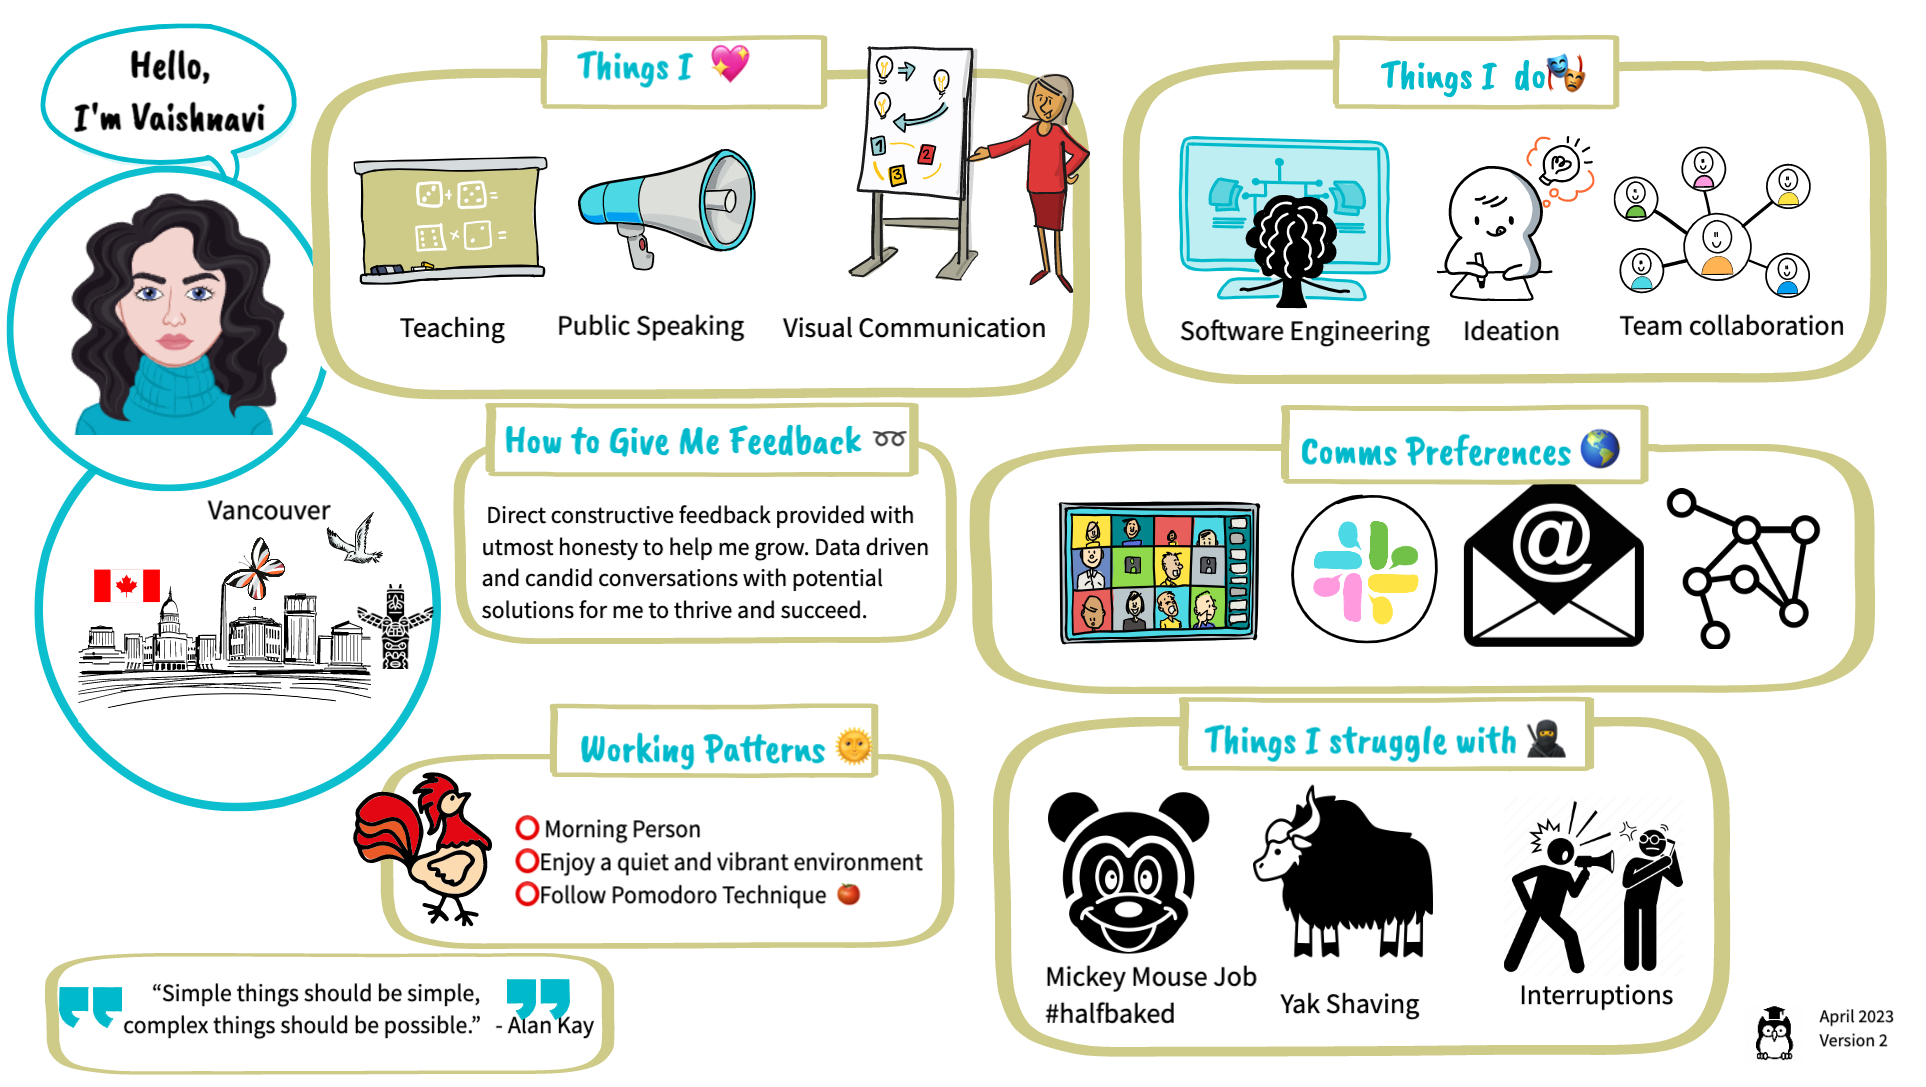 Hello,
I'm Vaishnavi
Things I 💖
1
2
3
Teaching
Public Speaking
Visual Communication
Things I do🎭
Software Engineering
Ideation
Team collaboration
Vancouver
How to Give Me Feedback ➿
Direct constructive feedback provided with
utmost honesty to help me grow. Data driven
and candid conversations with potential
solutions for me to thrive and succeed.
Comms Preferences 🌎
@
Working Patterns 🌞
⭕ Morning Person
⭕Enjoy a quiet and vibrant environment
⭕Follow Pomodoro Technique 🍅
Things I struggle with 🥷
Mickey Mouse Job
#halfbaked
Yak Shaving
Interruptions
“Simple things should be simple,
complex things should be possible.” - Alan Kay
April 2023
Version 2